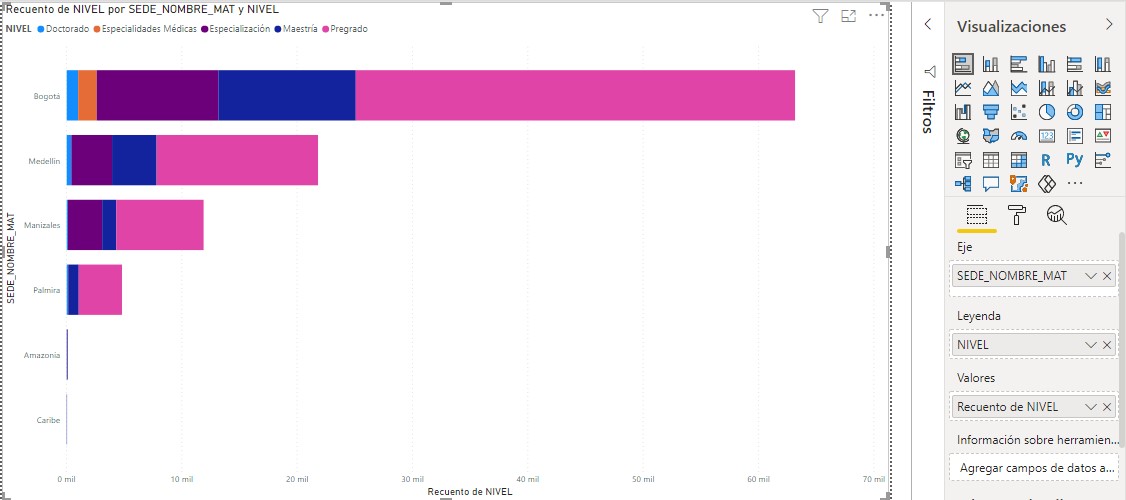 Recuento de NIVEL por SEDE_NOMBRE_MAT y NIVEL
NIVEL Doctorado Especialidades Médicas Especialización Maestría Pregrado
SEDE_NOMBRE_MAT
Bogotá
Medellín
Manizales
Palmira
Amazonía
Caribe
0 mil 10 mil 20 mil 30 mil 40 mil 50 mil 60 mil 70 mil
Recuento de NIVEL
Filtros
Visualizaciones
123
R Py
Eje
SEDE_NOMBRE_MAT
Leyenda
NIVEL
Valores
Recuento de NIVEL
Información sobre herramien...
Agregar campos de datos a...